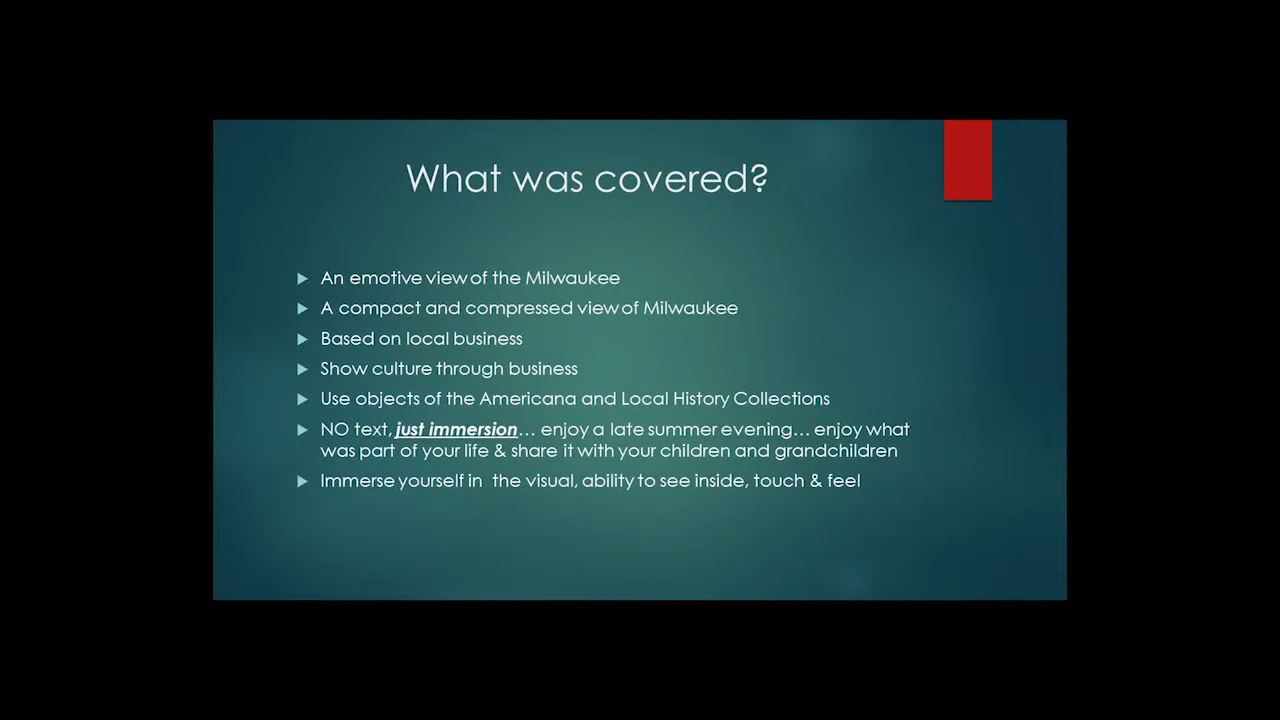 What was covered?
An emotive view of the Milwaukee
A compact and compressed view of Milwaukee
Based on local business
Show culture through business
Use objects of the Americana and Local History Collections
NO text, just immersion… enjoy a late summer evening… enjoy what
was part of your life & share it with your children and grandchildren
Immerse yourself in the visual, ability to see inside, touch & feel